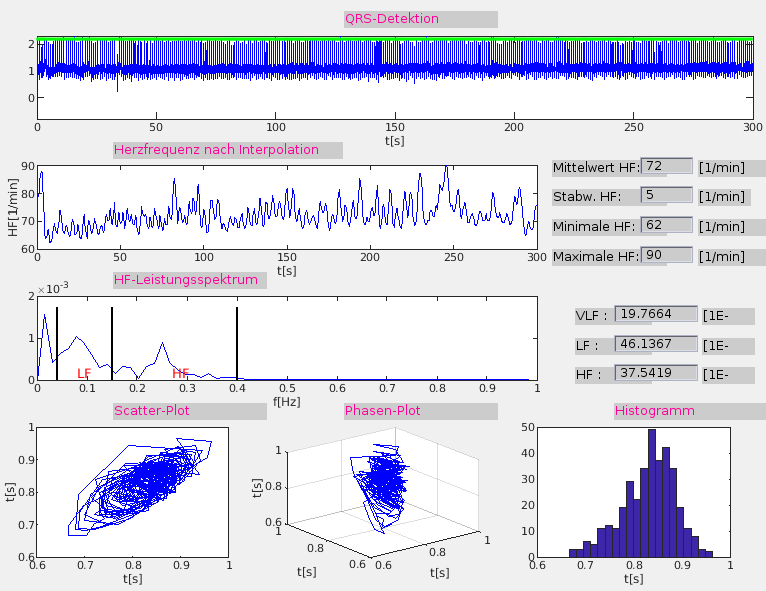 QRS-Detektion
2
1
0
0 50 100 150 200 250 300
t[s]
Herzfrequenz nach Interpolation
HF[1/min]
90
80
70
60
0 50 100 150 200 250 300
t[s]
Mittelwert HF: 72 [1/min]
Stabw. HF: 5 [1/min]
Minimale HF: 62 [1/min]
Maximale HF: 90 [1/min]
HF-Leistungsspektrum
×10⁻³
2
1
0
LF HF
0 0.1 0.2 0.3 0.4 0.5 0.6 0.7 0.8 0.9 1
f[Hz]
VLF : 19.7664 [1E-
LF : 46.1367 [1E-
HF : 37.5419 [1E-
Scatter-Plot
t[s]
1
0.9
0.8
0.7
0.6
0.6 0.7 0.8 0.9 1
t[s]
Phasen-Plot
t[s]
1
0.8
0.6
1 0.8 0.6
0.6 0.8 1
t[s] t[s]
Histogramm
50
40
30
20
10
0
0.6 0.7 0.8 0.9 1
t[s]